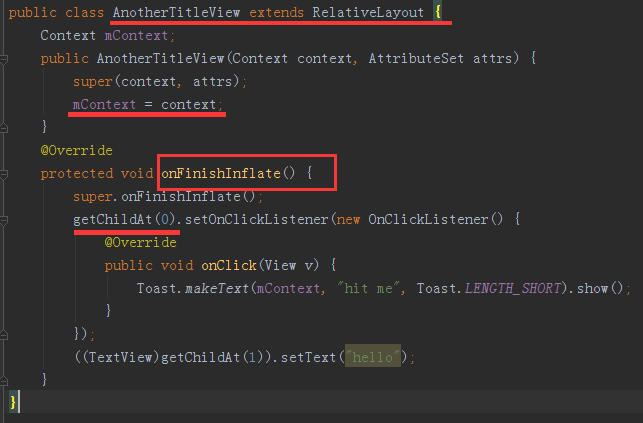 public class AnotherTitleView extends RelativeLayout {
    Context mContext;
    public AnotherTitleView(Context context, AttributeSet attrs) {
        super(context, attrs);
        mContext = context;
    }
    @Override
    protected void onFinishInflate() {
        super.onFinishInflate();
        getChildAt(0).setOnClickListener(new OnClickListener() {
            @Override
            public void onClick(View v) {
                Toast.makeText(mContext, "hit me", Toast.LENGTH_SHORT).show();
            }
        });
        ((TextView)getChildAt(1)).setText("hello");
    }
}